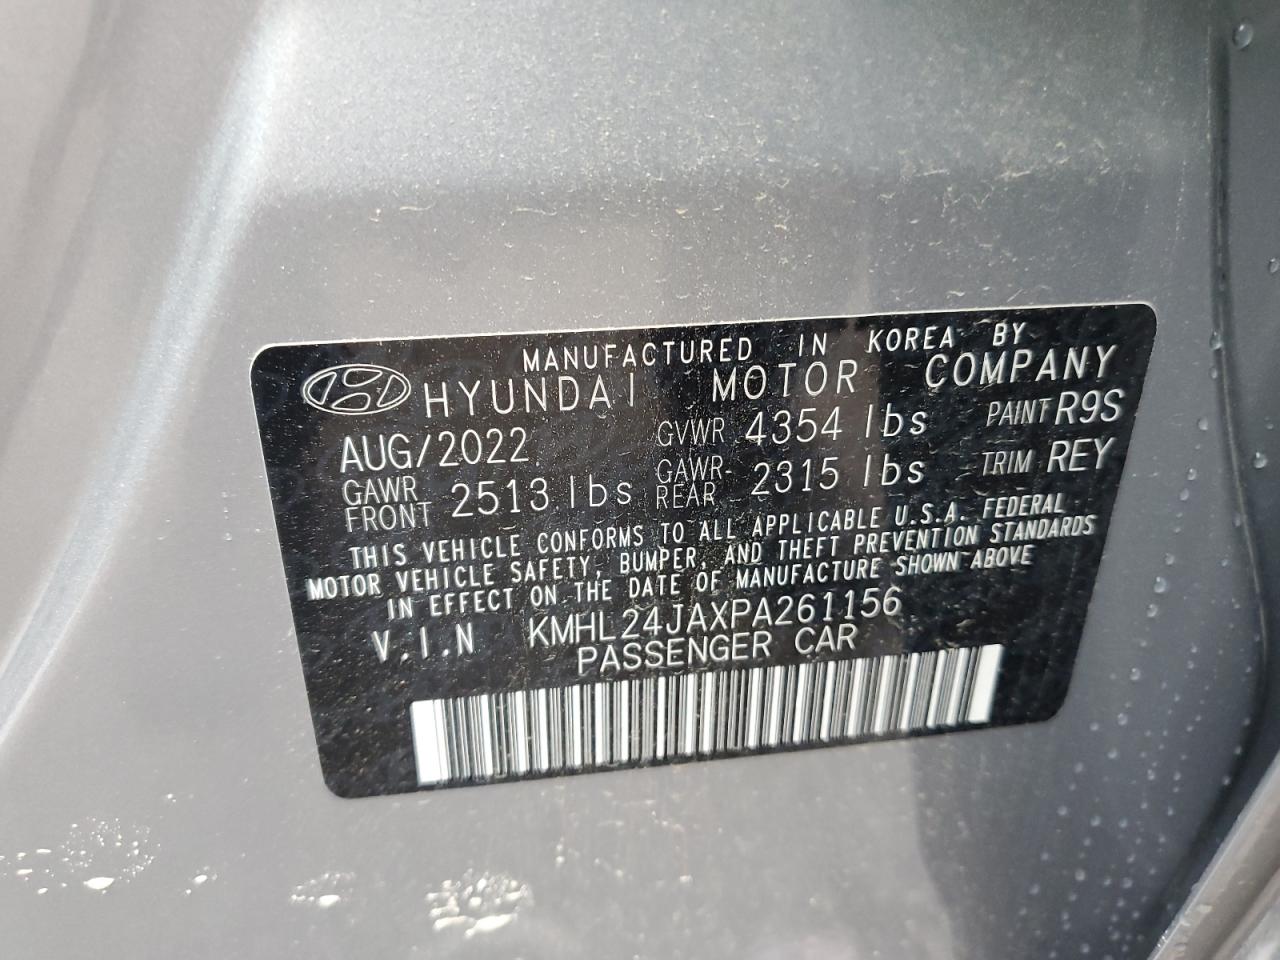 MANUFACTURED IN KOREA BY
HYUNDAI MOTOR COMPANY
AUG/2022 GVWR 4354 lbs PAINT R9S
GAWR FRONT 2513 lbs GAWR-REAR 2315 lbs TRIM REY
THIS VEHICLE CONFORMS TO ALL APPLICABLE U.S.A. FEDERAL
MOTOR VEHICLE SAFETY, BUMPER, AND THEFT PREVENTION STANDARDS
IN EFFECT ON THE DATE OF MANUFACTURE SHOWN ABOVE
V.I.N KMHL24JAXPA261156
PASSENGER CAR